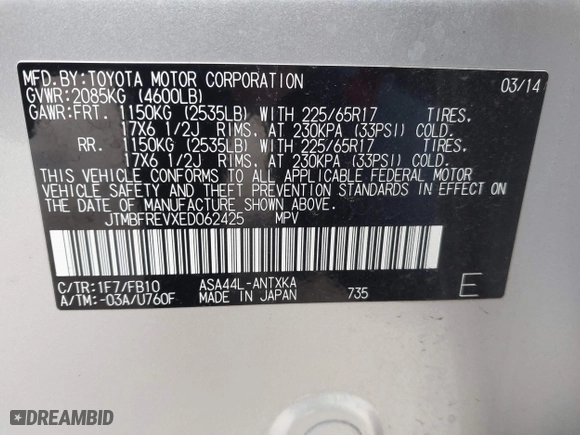 MFD.BY:TOYOTA MOTOR CORPORATION 03/14
GVWR:2085KG (4600LB)
GAWR:FRT. 1150KG (2535LB) WITH 225/65R17 TIRES,
17X6 1/2J RIMS, AT 230KPA (33PSI) COLD.
RR. 1150KG (2535LB) WITH 225/65R17 TIRES,
17X6 1/2J RIMS, AT 230KPA (33PSI) COLD.
THIS VEHICLE CONFORMS TO ALL APPLICABLE FEDERAL MOTOR
VEHICLE SAFETY AND THEFT PREVENTION STANDARDS IN EFFECT ON
THE DATE OF MANUFACTURE SHOWN ABOVE.
JTMBFREVXED062425 MPV
C/TR:1F7/FB10 ASA44L-ANTXKA
A/TM:-03A/U760F MADE IN JAPAN 735 E
DREAMBID